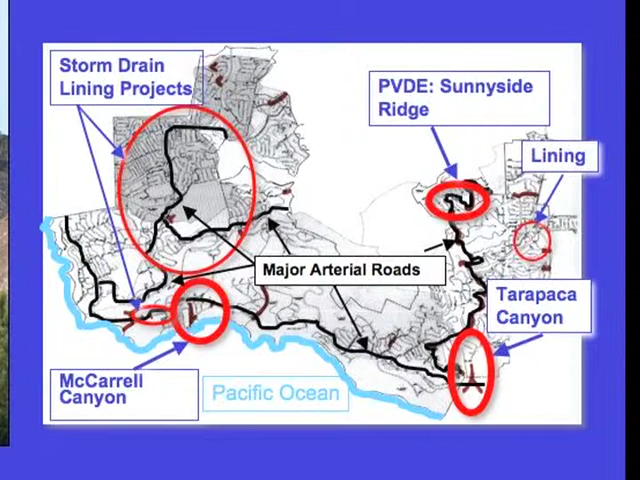 Storm Drain
Lining Projects
PVDE: Sunnyside
Ridge
Lining
Major Arterial Roads
Tarapaca
Canyon
McCarrell
Canyon
Pacific Ocean